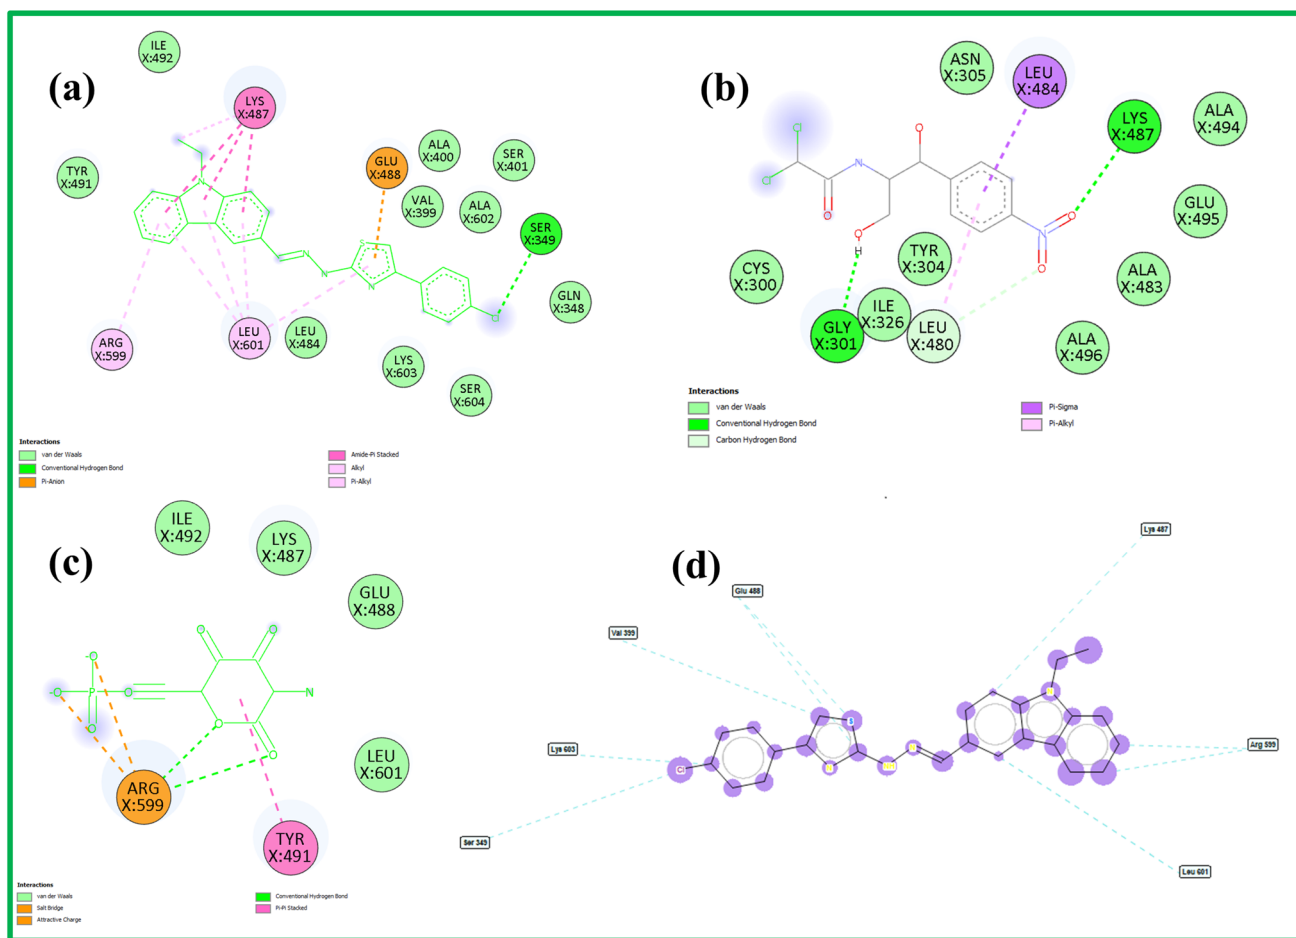 (a)
ILE
X:492
LYS
X:487
TYR
X:491
GLU
X:488
ALA
X:400
SER
X:401
VAL
X:399
ALA
X:602
SER
X:349
GLN
X:348
ARG
X:599
LEU
X:601
LEU
X:484
LYS
X:603
SER
X:604
N
N
N
S
N
Interactions
van der Waals
Conventional Hydrogen Bond
Pi-Anion
Amide-Pi Stacked
Alkyl
Pi-Alkyl
(b)
ASN
X:305
LEU
X:484
LYS
X:487
ALA
X:494
GLU
X:495
CYS
X:300
TYR
X:304
ALA
X:483
GLY
X:301
ILE
X:326
LEU
X:480
ALA
X:496
Cl
Cl
NH
O
O
O
H
N
O
O
Interactions
van der Waals
Conventional Hydrogen Bond
Carbon Hydrogen Bond
Pi-Sigma
Pi-Alkyl
(c)
ILE
X:492
LYS
X:487
GLU
X:488
LEU
X:601
ARG
X:599
TYR
X:491
-O
-O
P
O
O
O
O
O
O
N
Interactions
van der Waals
Salt Bridge
Attractive Charge
Conventional Hydrogen Bond
Pi-Pi Stacked
(d)
Lys 487
Glu 488
Val 399
Lys 603
Ser 349
Arg 599
Leu 601
Cl
S
N
NH
N
N